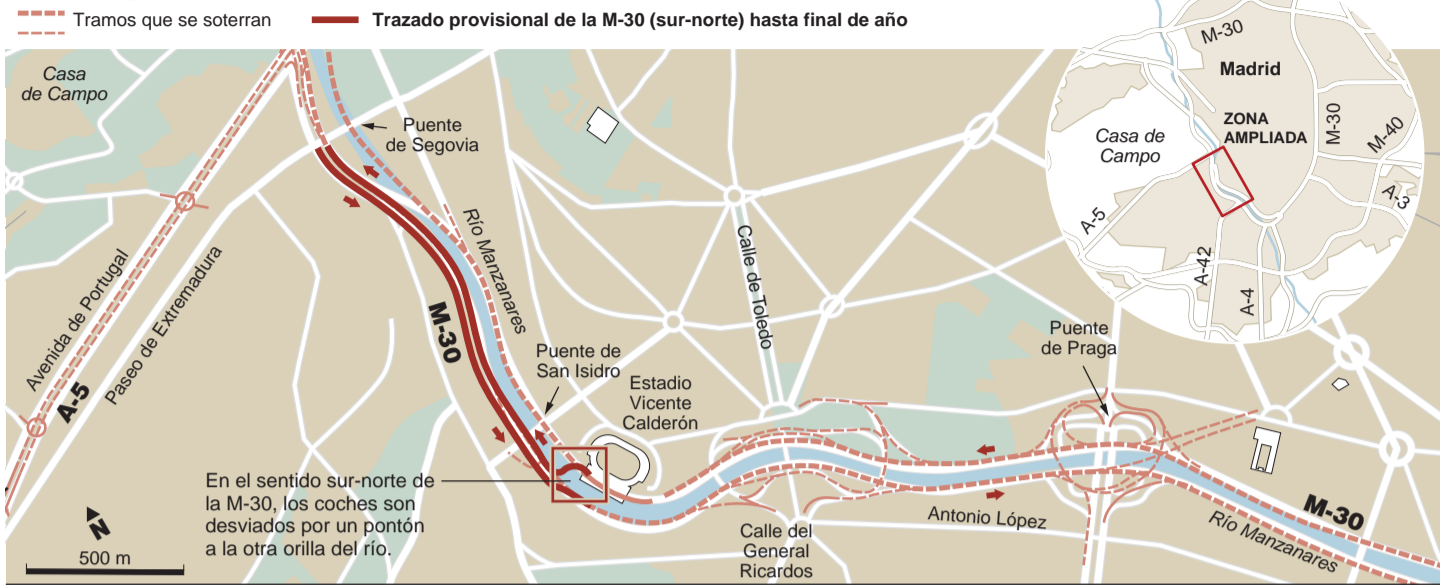 Tramos que se soterran
Trazado provisional de la M-30 (sur-norte) hasta final de año
Casa
de Campo
Puente
de Segovia
Río Manzanares
Avenida de Portugal
A-5
Paseo de Extremadura
M-30
Puente de
San Isidro
Estadio
Vicente
Calderón
Calle de Toledo
Puente
de Praga
En el sentido sur-norte de
la M-30, los coches son
desviados por un pontón
a la otra orilla del río.
N
500 m
Calle del
General
Ricardos
Antonio López
Río Manzanares
M-30
M-30
Madrid
ZONA
AMPLIADA
Casa de
Campo
M-30
M-40
A-3
A-5
A-42
A-4